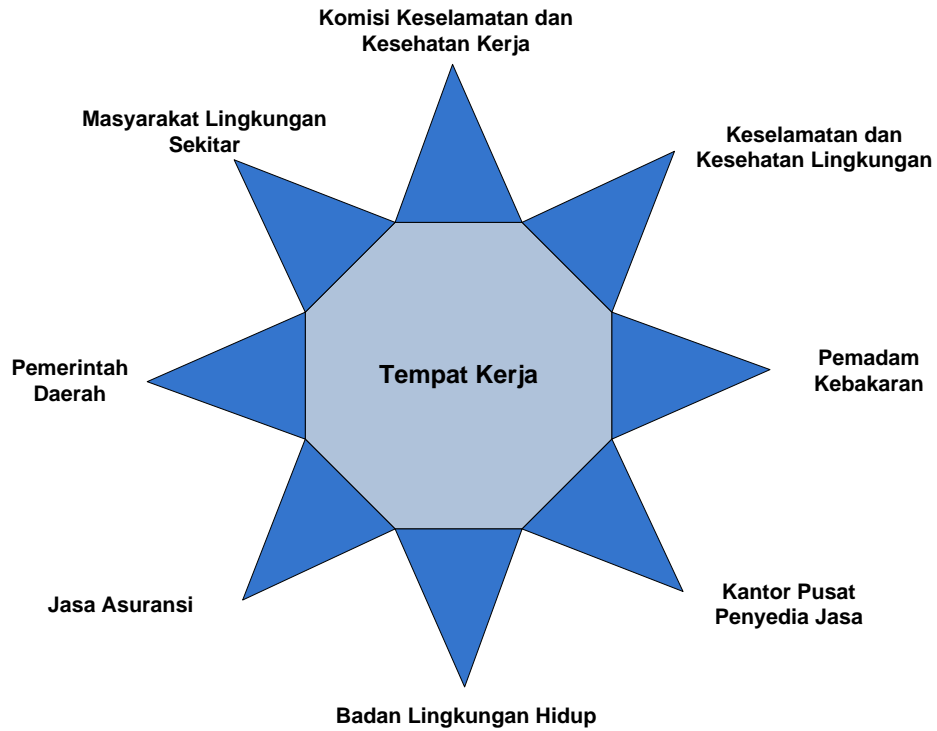 Komisi Keselamatan dan
Kesehatan Kerja
Masyarakat Lingkungan
Sekitar
Keselamatan dan
Kesehatan Lingkungan
Pemerintah
Daerah
Tempat Kerja
Pemadam
Kebakaran
Jasa Asuransi
Kantor Pusat
Penyedia Jasa
Badan Lingkungan Hidup